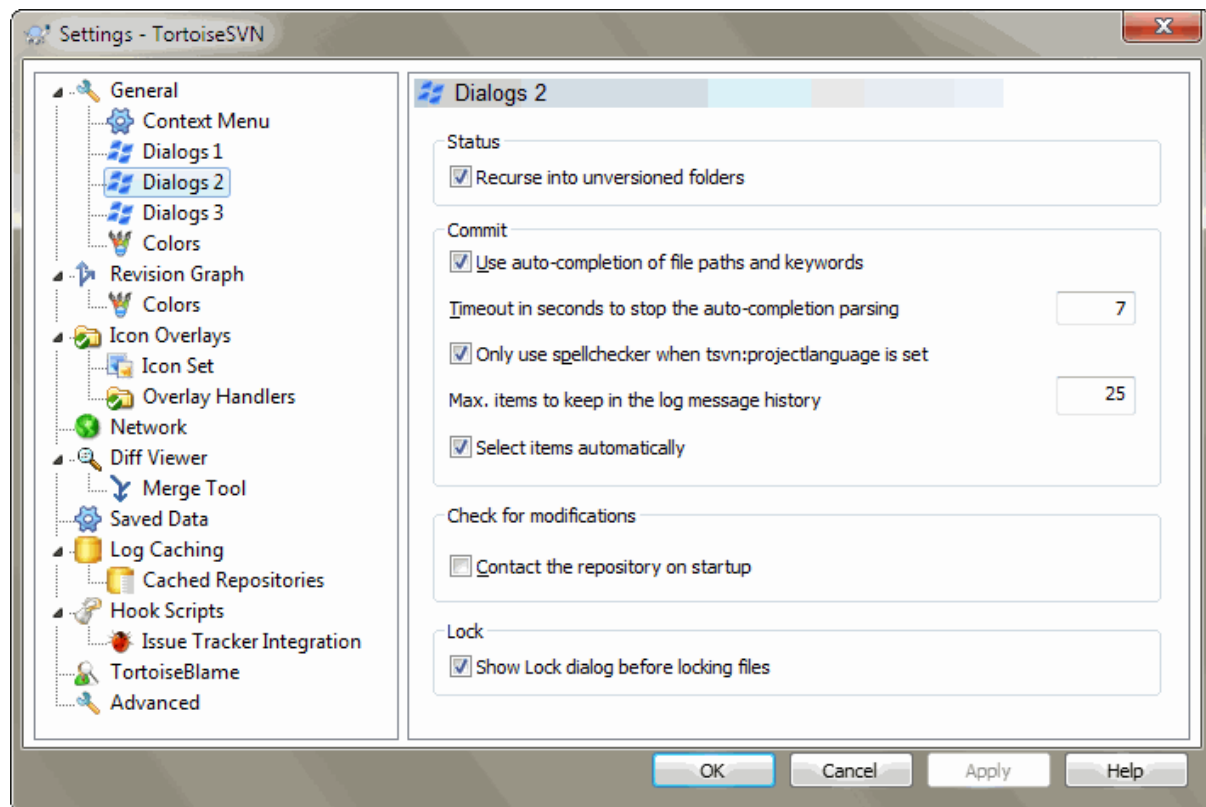 Settings - TortoiseSVN
General
Context Menu
Dialogs 1
Dialogs 2
Dialogs 3
Colors
Revision Graph
Colors
Icon Overlays
Icon Set
Overlay Handlers
Network
Diff Viewer
Merge Tool
Saved Data
Log Caching
Cached Repositories
Hook Scripts
Issue Tracker Integration
TortoiseBlame
Advanced
Dialogs 2
Status
Recurse into unversioned folders
Commit
Use auto-completion of file paths and keywords
Timeout in seconds to stop the auto-completion parsing 7
Only use spellchecker when tsvn:projectlanguage is set
Max. items to keep in the log message history 25
Select items automatically
Check for modifications
Contact the repository on startup
Lock
Show Lock dialog before locking files
OK Cancel Apply Help